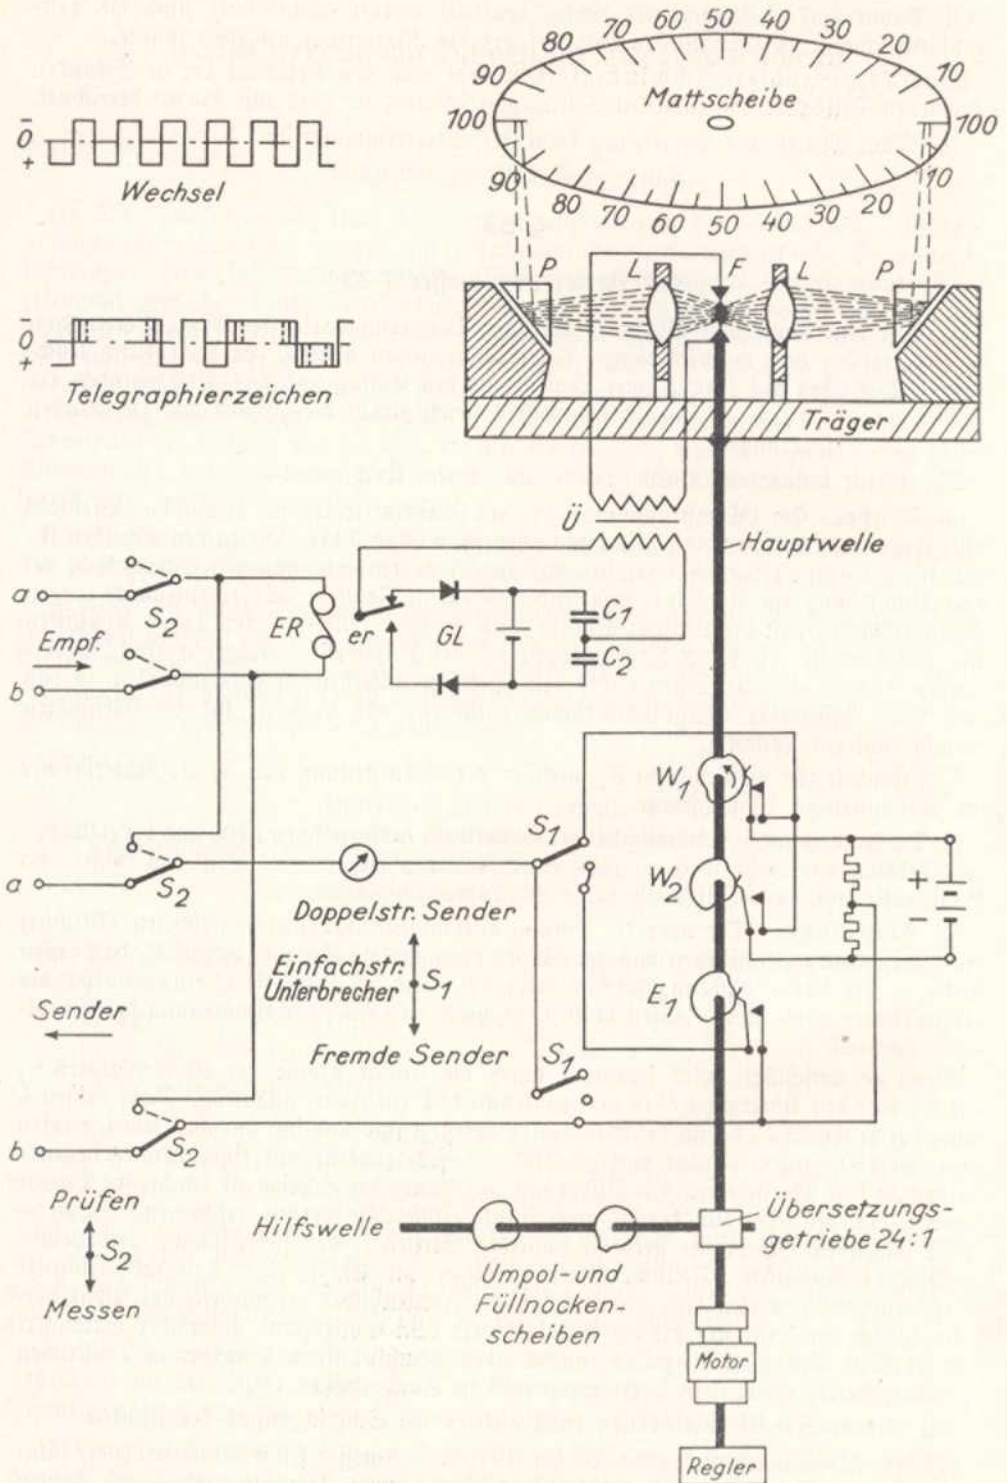 80 70 60 50 40 30 20
90 10
100 Mattscheibe 100
90 10
80 70 60 50 40 30 20
–
0
+
Wechsel
–
0
+
Telegraphierzeichen
P L F L P
Träger
Ü
Hauptwelle
a
S2
Empf.
b
ER
er
GL
C1
C2
W1
a
S2
S1
W2
+
–
Doppelstr. Sender
Einfachstr.
Unterbrecher
S1
Fremde Sender
E1
Sender
S1
b
S2
Prüfen
S2
Messen
Hilfswelle
Übersetzungs-
getriebe 24:1
Umpol- und
Füllnocken-
scheiben
Motor
Regler